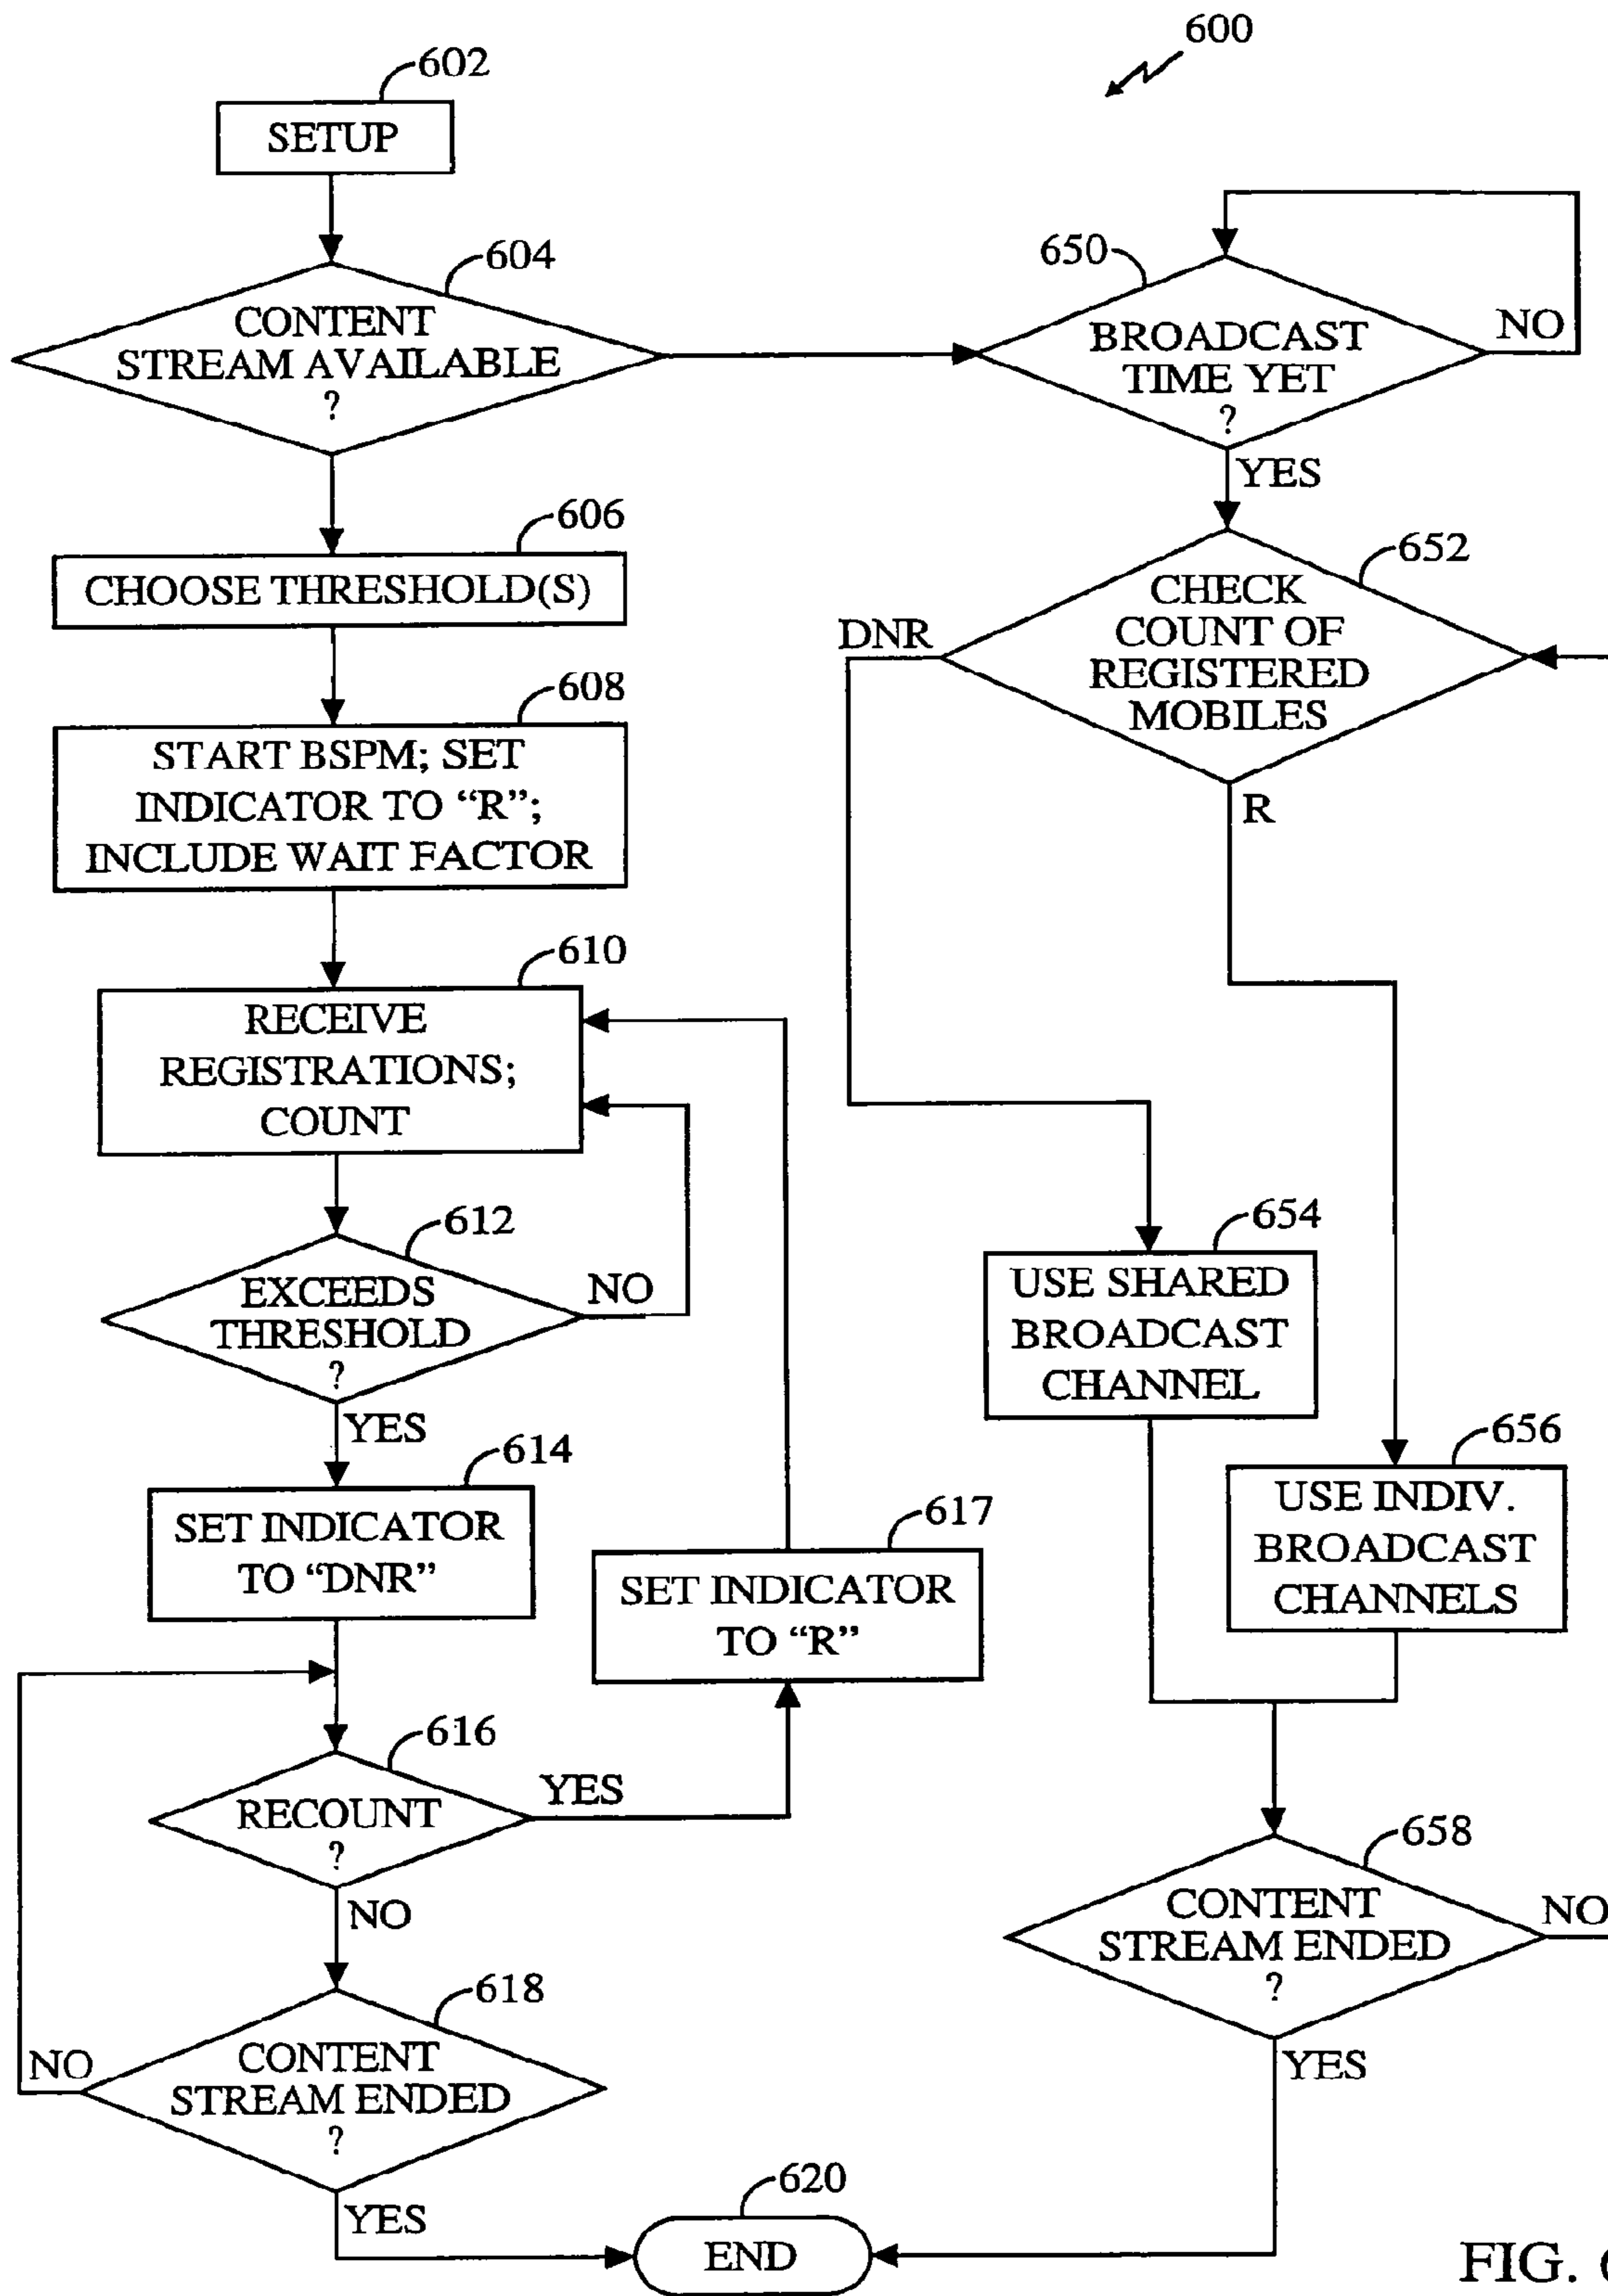 600
602
SETUP
604
CONTENT
STREAM AVAILABLE
?
650
BROADCAST
TIME YET
?
NO
YES
606
CHOOSE THRESHOLD(S)
652
CHECK
COUNT OF
REGISTERED
MOBILES
DNR
R
608
START BSPM; SET
INDICATOR TO “R”;
INCLUDE WAIT FACTOR
610
RECEIVE
REGISTRATIONS;
COUNT
612
EXCEEDS
THRESHOLD
?
NO
YES
654
USE SHARED
BROADCAST
CHANNEL
656
USE INDIV.
BROADCAST
CHANNELS
614
SET INDICATOR
TO “DNR”
617
SET INDICATOR
TO “R”
616
RECOUNT
?
YES
NO
658
CONTENT
STREAM ENDED
?
NO
YES
618
CONTENT
STREAM ENDED
?
NO
YES
620
END
FIG. 6